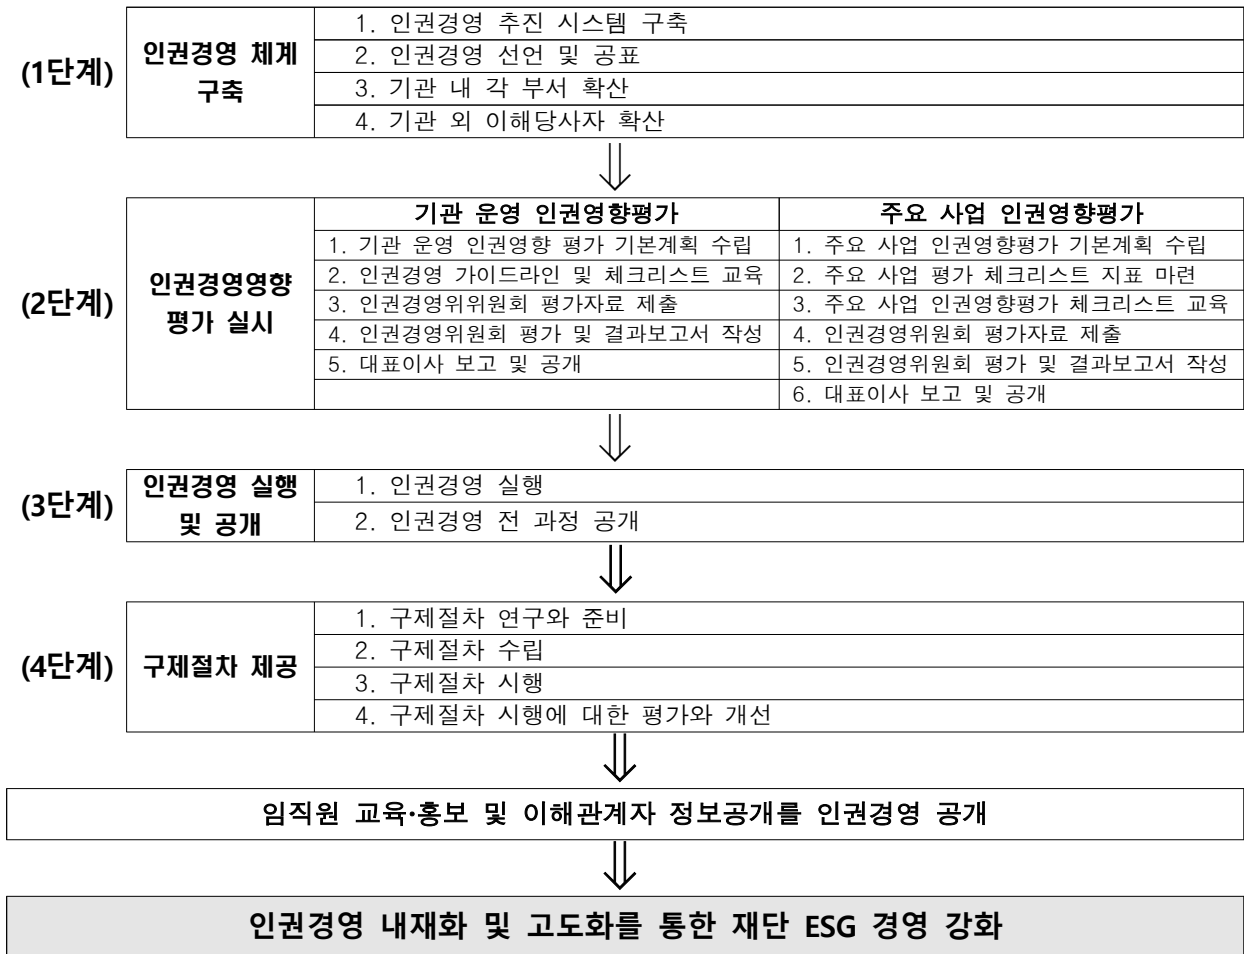 (1단계)
인권경영 체계
구축
1. 인권경영 추진 시스템 구축
2. 인권경영 선언 및 공표
3. 기관 내 각 부서 확산
4. 기관 외 이해당사자 확산
(2단계)
인권경영영향
평가 실시
기관 운영 인권영향평가
1. 기관 운영 인권영향 평가 기본계획 수립
2. 인권경영 가이드라인 및 체크리스트 교육
3. 인권경영위위원회 평가자료 제출
4. 인권경영위원회 평가 및 결과보고서 작성
5. 대표이사 보고 및 공개
주요 사업 인권영향평가
1. 주요 사업 인권영향평가 기본계획 수립
2. 주요 사업 평가 체크리스트 지표 마련
3. 주요 사업 인권영향평가 체크리스트 교육
4. 인권경영위원회 평가자료 제출
5. 인권경영위원회 평가 및 결과보고서 작성
6. 대표이사 보고 및 공개
(3단계)
인권경영 실행
및 공개
1. 인권경영 실행
2. 인권경영 전 과정 공개
(4단계)
구제절차 제공
1. 구제절차 연구와 준비
2. 구제절차 수립
3. 구제절차 시행
4. 구제절차 시행에 대한 평가와 개선
임직원 교육·홍보 및 이해관계자 정보공개를 인권경영 공개
인권경영 내재화 및 고도화를 통한 재단 ESG 경영 강화